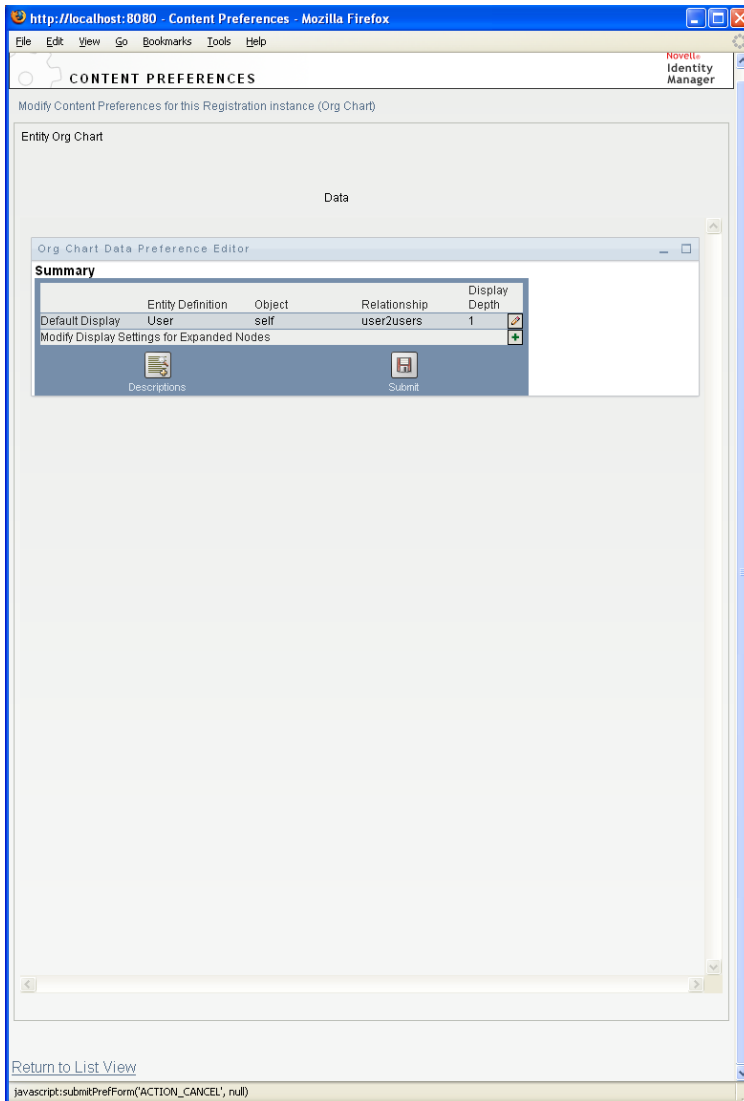 http://localhost:8080 - Content Preferences - Mozilla Firefox
File Edit View Go Bookmarks Tools Help
Novell®
Identity
Manager
CONTENT PREFERENCES
Modify Content Preferences for this Registration instance (Org Chart)
Entity Org Chart
Data
Org Chart Data Preference Editor
Summary
Entity Definition Object Relationship Display Depth
Default Display User self user2users 1
Modify Display Settings for Expanded Nodes
Descriptions Submit
Return to List View
javascript:submitPrefForm('ACTION_CANCEL', null)